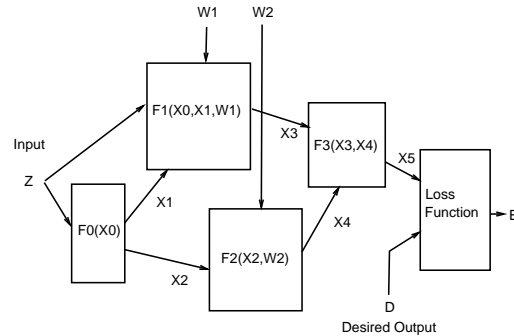 W1
W2
F1(X0,X1,W1)
X3
F3(X3,X4)
Input
X5
Z
X1
Loss
Function
F0(X0)
X4
E
F2(X2,W2)
X2
D
Desired Output